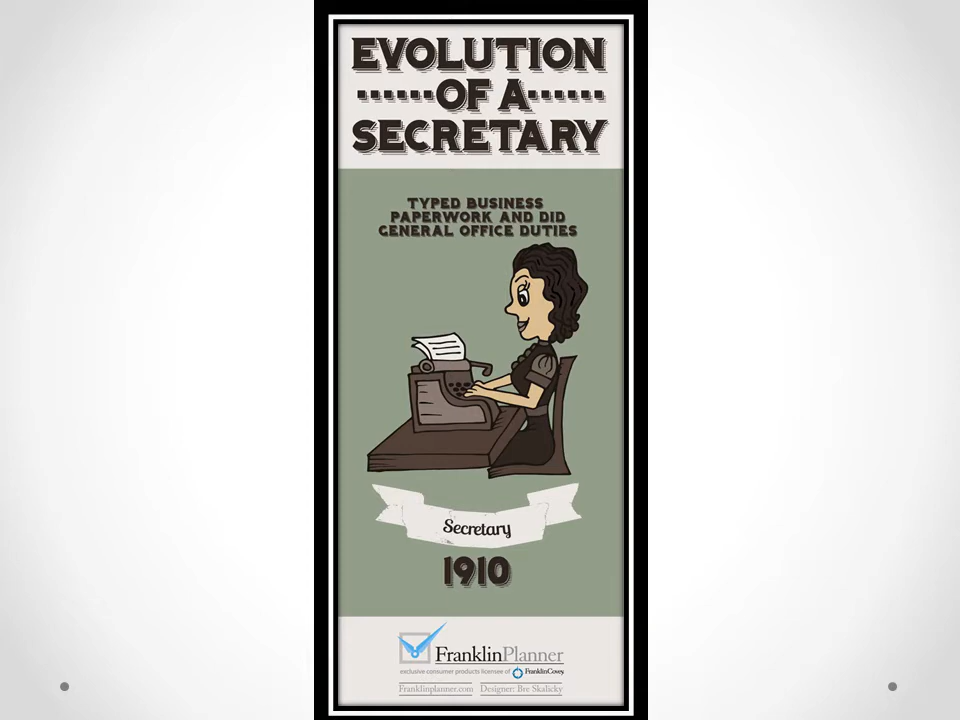 EVOLUTION
OF A
SECRETARY
TYPED BUSINESS
PAPERWORK AND DID
GENERAL OFFICE DUTIES
Secretary
1910
FranklinPlanner
exclusive consumer products licensee of FranklinCovey.
Franklinplanner.com Designer: Bre Skalicky